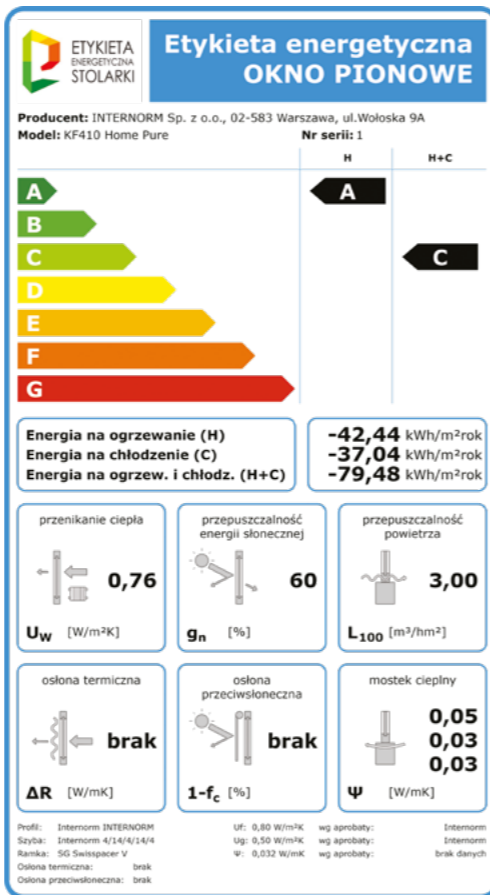 ETYKIETA
ENERGETYCZNA
STOLARKI
Etykieta energetyczna
OKNO PIONOWE
Producent: INTERNORM Sp. z o.o., 02-583 Warszawa, ul.Wołoska 9A
Model: KF410 Home Pure Nr serii: 1
H H+C
A A
B
C C
D
E
F
G
Energia na ogrzewanie (H) -42,44 kWh/m²rok
Energia na chłodzenie (C) -37,04 kWh/m²rok
Energia na ogrzew. i chłodz. (H+C) -79,48 kWh/m²rok
przenikanie ciepła
0,76
Uw [W/m²K]
przepuszczalność
energii słonecznej
60
gn [%]
przepuszczalność
powietrza
3,00
L100 [m³/hm²]
osłona termiczna
brak
ΔR [W/mK]
osłona
przeciwsłoneczna
brak
1-fc [%]
mostek cieplny
0,05
0,03
0,03
Ψ [W/mK]
Profil: Internorm INTERNORM Uf: 0,80 W/m²K wg aprobaty: Internorm
Szyba: Internorm 4/14/4/14/4 Ug: 0,50 W/m²K wg aprobaty: Internorm
Ramka: SG Swisspacer V Ψ: 0,032 W/mK wg aprobaty: brak danych
Osłona termiczna: brak
Osłona przeciwsłoneczna: brak